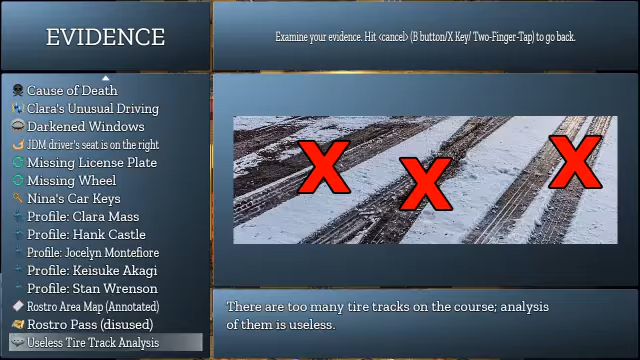 EVIDENCE
Examine your evidence. Hit <cancel> (B button/X Key/ Two-Finger-Tap) to go back.
Cause of Death
Clara's Unusual Driving
Darkened Windows
JDM driver's seat is on the right
Missing License Plate
Missing Wheel
Nina's Car Keys
Profile: Clara Mass
Profile: Hank Castle
Profile: Jocelyn Montefiore
Profile: Keisuke Akagi
Profile: Stan Wrenson
Rostro Area Map (Annotated)
Rostro Pass (disused)
Useless Tire Track Analysis
X X X
There are too many tire tracks on the course; analysis
of them is useless.